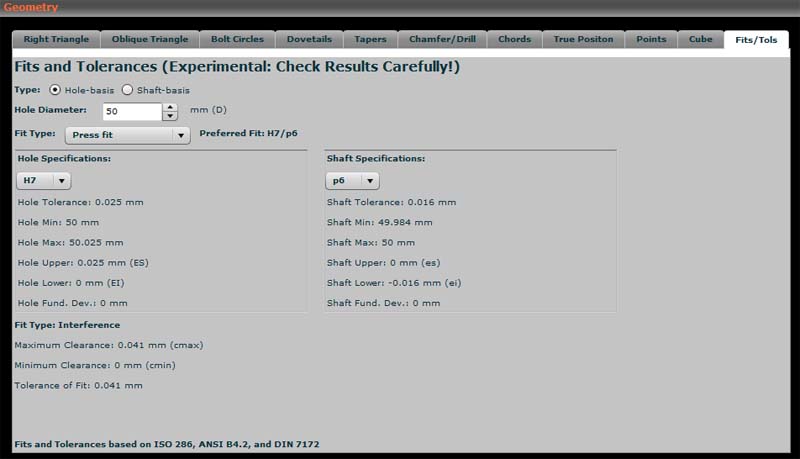 Geometry
Right Triangle Oblique Triangle Bolt Circles Dovetails Tapers Chamfer/Drill Chords True Positon Points Cube Fits/Tols
Fits and Tolerances (Experimental: Check Results Carefully!)
Type: Hole-basis Shaft-basis
Hole Diameter: 50 mm (D)
Fit Type: Press fit Preferred Fit: H7/p6
Hole Specifications:
H7
Hole Tolerance: 0.025 mm
Hole Min: 50 mm
Hole Max: 50.025 mm
Hole Upper: 0.025 mm (ES)
Hole Lower: 0 mm (EI)
Hole Fund. Dev.: 0 mm
Shaft Specifications:
p6
Shaft Tolerance: 0.016 mm
Shaft Min: 49.984 mm
Shaft Max: 50 mm
Shaft Upper: 0 mm (es)
Shaft Lower: -0.016 mm (ei)
Shaft Fund. Dev.: 0 mm
Fit Type: Interference
Maximum Clearance: 0.041 mm (cmax)
Minimum Clearance: 0 mm (cmin)
Tolerance of Fit: 0.041 mm
Fits and Tolerances based on ISO 286, ANSI B4.2, and DIN 7172